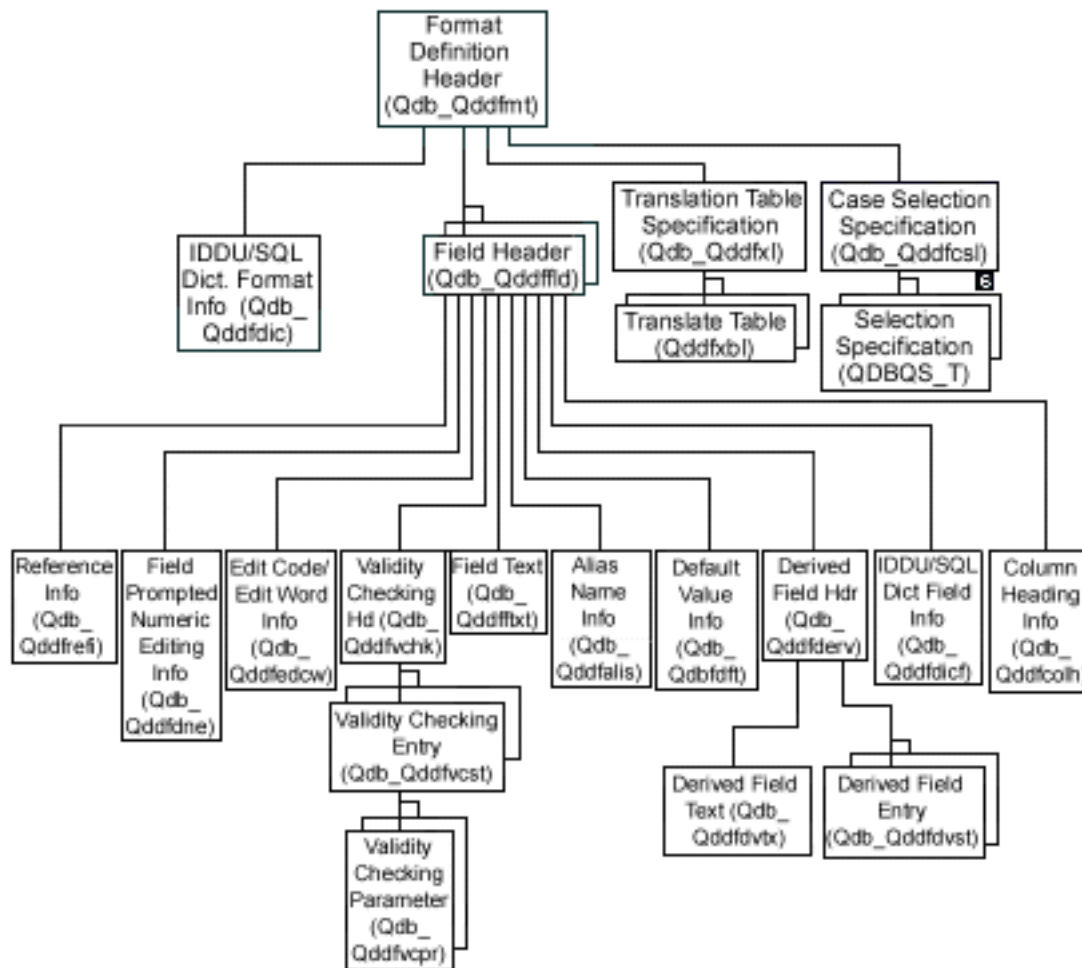 Format
Definition
Header
(Qdb_Qddfmt)
IDDU/SQL
Dict. Format
Info (Qdb_
Qddfdic)
Field Header
(Qdb_Qddffld)
Translation Table
Specification
(Qdb_Qddfxl)
Case Selection
Specification
(Qdb_Qddfcsl)
6
Translate Table
(Qddfxbl)
Selection
Specification
(QDBQS_T)
Reference
Info
(Qdb_
Qddfrefi)
Field
Prompted
Numeric
Editing
Info
(Qdb_
Qddfdne)
Edit Code/
Edit Word
Info
(Qdb_
Qddfedcw)
Validity
Checking
Hd (Qdb_
Qddfvchk)
Field Text
(Qdb_
Qddfftxt)
Alias
Name
Info
(Qdb_
Qddfalis)
Default
Value
Info
(Qdb_
Qdbfdft)
Derived
Field Hdr
(Qdb_
Qddfderv)
IDDU/SQL
Dict Field
Info
(Qdb_
Qddfdicf)
Column
Heading
Info
(Qdb_
Qddfcolh)
Validity Checking
Entry
(Qdb_Qddfvcst)
Derived Field
Text (Qdb_
Qddfdvtx)
Derived Field
Entry
(Qdb_Qddfdvst)
Validity
Checking
Parameter
(Qdb_
Qddfvcpr)